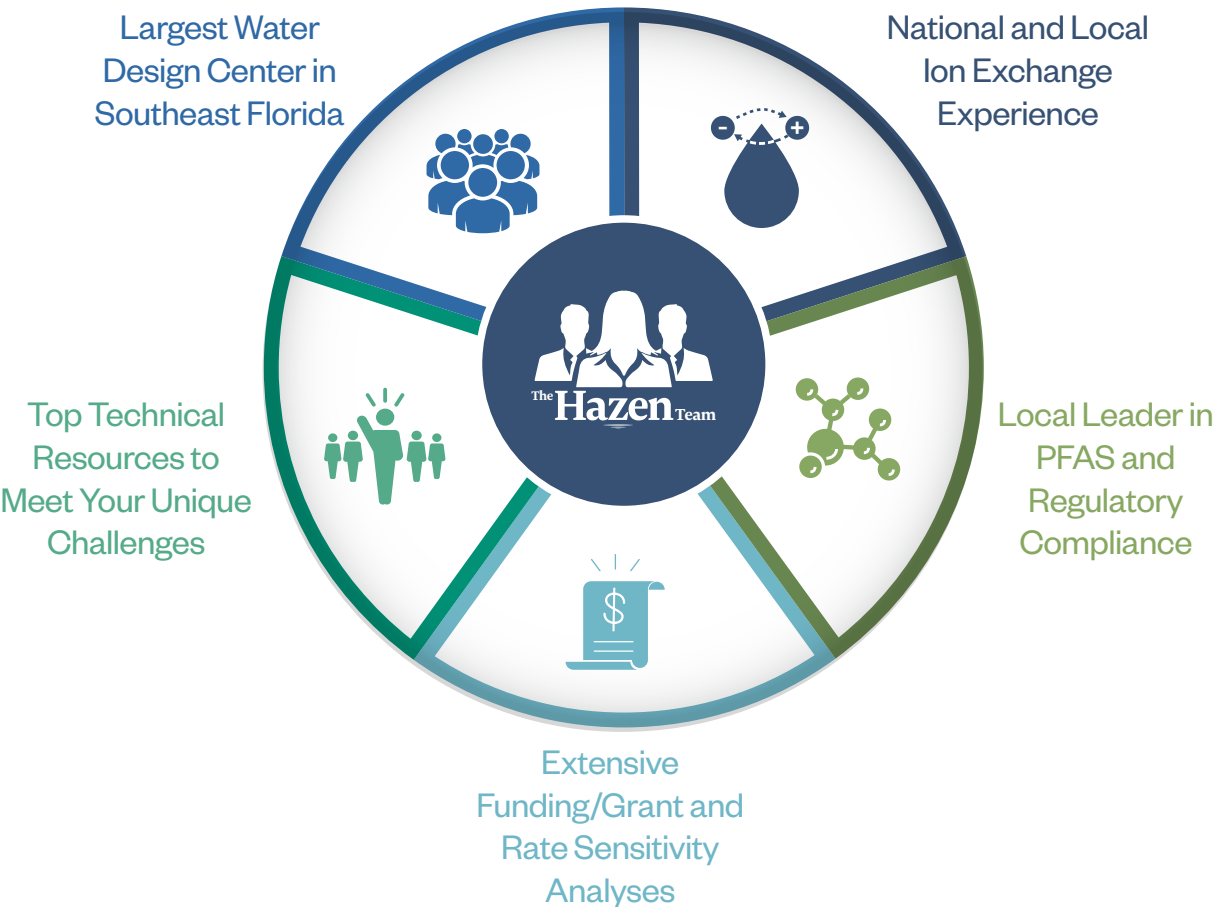 Largest Water
Design Center in
Southeast Florida
National and Local
Ion Exchange
Experience
The Hazen Team
Top Technical
Resources to
Meet Your Unique
Challenges
Local Leader in
PFAS and
Regulatory
Compliance
$
Extensive
Funding/Grant and
Rate Sensitivity
Analyses